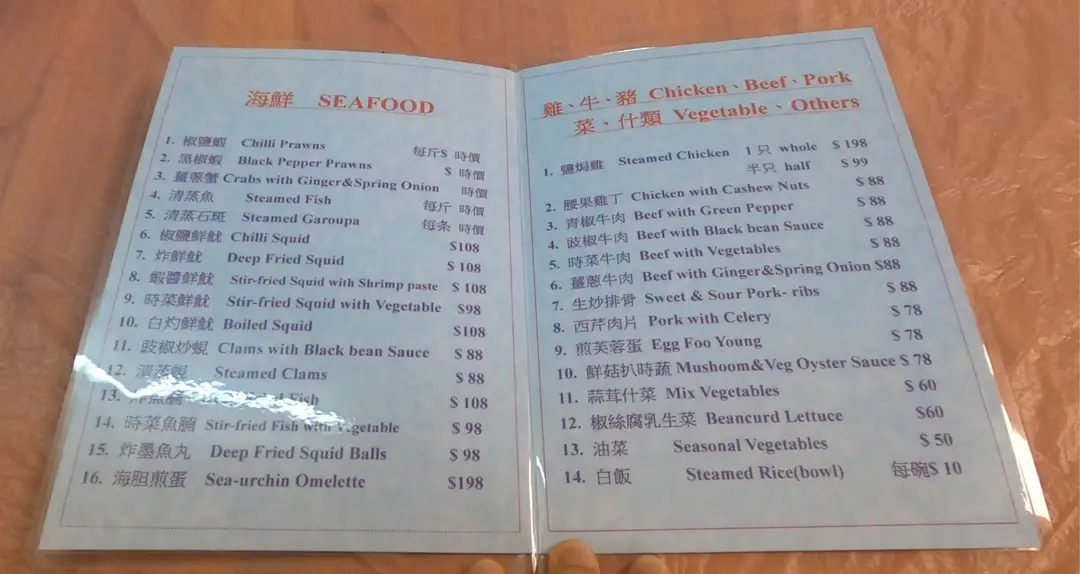 海鮮 SEAFOOD
1. 椒鹽蝦 Chilli Prawns 每斤$ 時價
2. 黑椒蝦 Black Pepper Prawns $ 時價
3. 薑蔥蟹 Crabs with Ginger&Spring Onion 時價
4. 清蒸魚 Steamed Fish 每斤 時價
5. 清蒸石斑 Steamed Garoupa 每条 時價
6. 椒鹽鮮魷 Chilli Squid $108
7. 炸鮮魷 Deep Fried Squid $ 108
8. 蝦醬鮮魷 Stir-fried Squid with Shrimp paste $ 108
9. 時菜鮮魷 Stir-fried Squid with Vegetable $98
10. 白灼鮮魷 Boiled Squid $108
11. 豉椒炒蜆 Clams with Black bean Sauce $ 88
12. 清蒸蜆 Steamed Clams $ 88
13. Fish $ 108
14. 時菜魚腩 Stir-fried Fish with Vegetable $ 98
15. 炸墨魚丸 Deep Fried Squid Balls $ 98
16. 海胆煎蛋 Sea-urchin Omelette $198
雞、牛、豬 Chicken、Beef、Pork
菜、什類 Vegetable、Others
1. 鹽焗雞 Steamed Chicken 1 只 whole $ 198
半只 half $ 99
2. 腰果雞丁 Chicken with Cashew Nuts $ 88
3. 青椒牛肉 Beef with Green Pepper $ 88
4. 豉椒牛肉 Beef with Black bean Sauce $ 88
5. 時菜牛肉 Beef with Vegetables $ 88
6. 薑蔥牛肉 Beef with Ginger&Spring Onion $88
7. 生炒排骨 Sweet & Sour Pork- ribs $ 88
8. 西芹肉片 Pork with Celery $ 78
9. 煎芙蓉蛋 Egg Foo Young $ 78
10. 鮮菇扒時蔬 Mushoom&Veg Oyster Sauce $ 78
11. 蒜茸什菜 Mix Vegetables $ 60
12. 椒絲腐乳生菜 Beancurd Lettuce $60
13. 油菜 Seasonal Vegetables $ 50
14. 白飯 Steamed Rice(bowl) 每碗$ 10